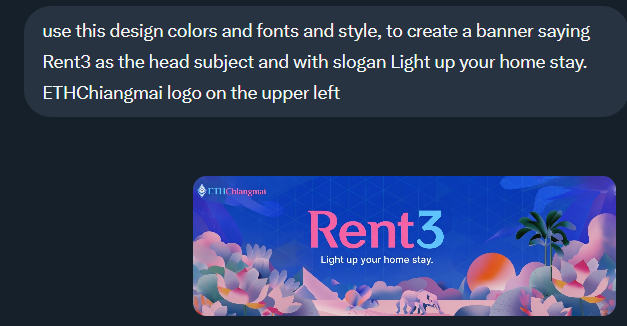 use this design colors and fonts and style, to create a banner saying
Rent3 as the head subject and with slogan Light up your home stay.
ETHChiangmai logo on the upper left
ETHChiangmai
Rent3
Light up your home stay.